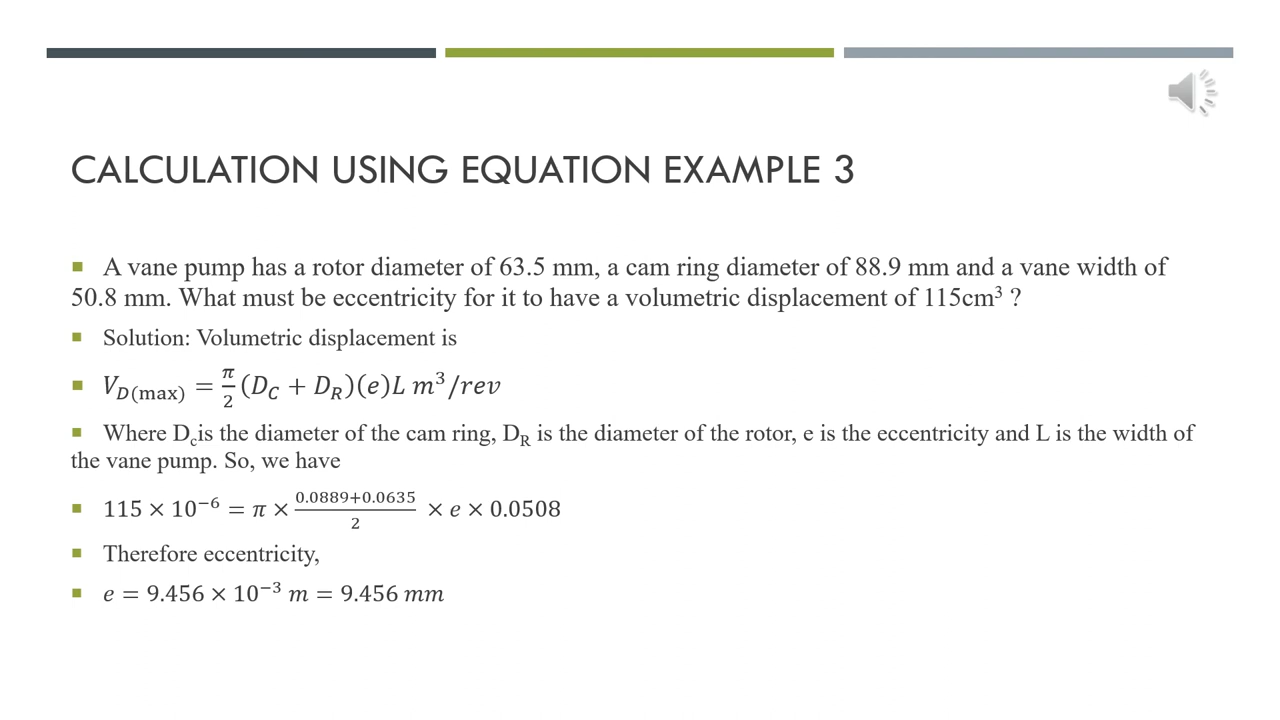 CALCULATION USING EQUATION EXAMPLE 3
A vane pump has a rotor diameter of 63.5 mm, a cam ring diameter of 88.9 mm and a vane width of
50.8 mm. What must be eccentricity for it to have a volumetric displacement of 115cm³ ?
Solution: Volumetric displacement is
V_D(max) = π/2 (D_C + D_R)(e)L m³/rev
Where D_c is the diameter of the cam ring, D_R is the diameter of the rotor, e is the eccentricity and L is the width of
the vane pump. So, we have
115 × 10⁻⁶ = π × (0.0889+0.0635)/2 × e × 0.0508
Therefore eccentricity,
e = 9.456 × 10⁻³ m = 9.456 mm